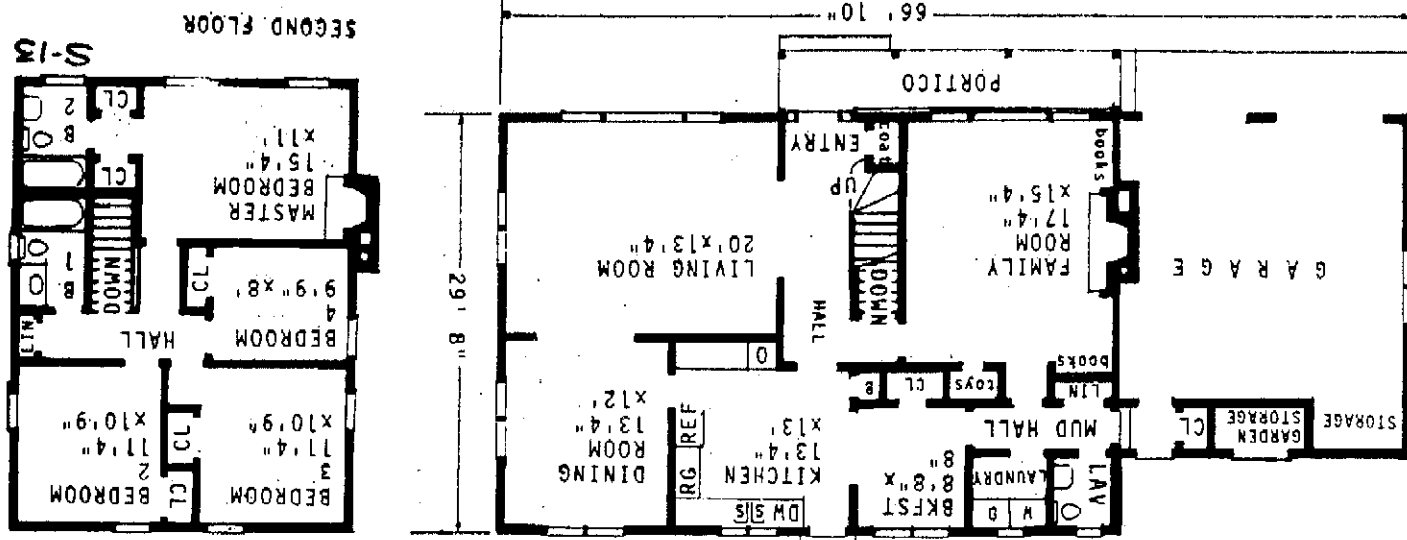 LAV
LAUNDRY
W
D
BKFST
8'8"x
8"
DW
S
S
KITCHEN
13'4"
x13'
RG
REF
DINING
ROOM
13'4"
x12'
STORAGE
GARDEN
STORAGE
CL
MUD HALL
LIN
toys
CL
B
O
books
29' 8"
GARAGE
FAMILY
ROOM
17'4"
x15'4"
DOWN
HALL
LIVING ROOM
20'x13'4"
UP
books
coat
ENTRY
PORTICO
66' 10"
BEDROOM
3
11'4"
x10'9"
CL
CL
BEDROOM
2
11'4"
x10'9"
BEDROOM
4
9'9"x8'
HALL
LIN
CL
DOWN
B
1
MASTER
BEDROOM
15'4"
x11'
CL
CL
B
2
S-13
SECOND FLOOR